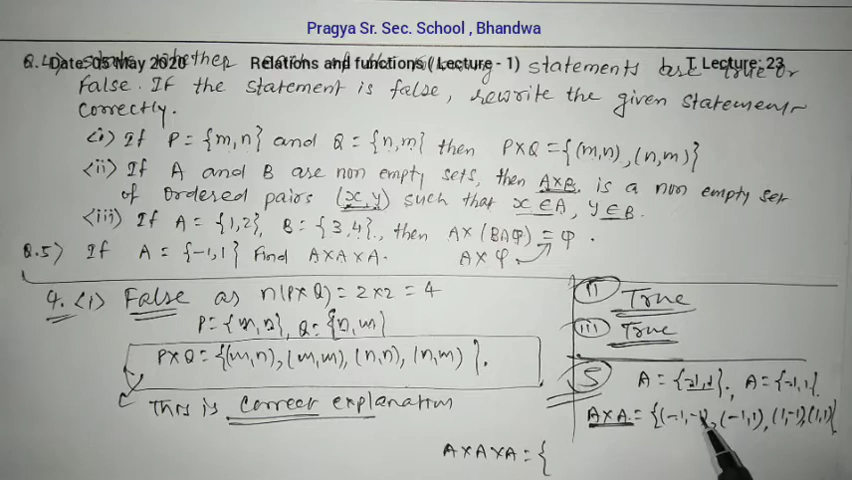 Pragya Sr. Sec. School , Bhandwa
Date: 05 May 2020 Relations and functions ( Lecture - 1) T. Lecture: 23
Q.4) whether statements are true or
False. If the statement is false, rewrite the given statement
correctly.
(i) If P = {m,n} and Q = {n,m} then P×Q = {(m,n), (n,m)}
(ii) If A and B are non empty sets, then A×B is a non empty set
of ordered pairs (x,y) such that x∈A, y∈B.
(iii) If A = {1,2}, B = {3,4}, then A×(B∩φ) = φ.
Q.5) If A = {-1,1} find A×A×A. A×φ
4. (i) False as n(P×Q) = 2×2 = 4
P = {m,n}, Q = {n,m}
P×Q = {(m,n), (m,m), (n,n), (n,m)}.
This is correct explanation
II True
(iii) True
5 A = {-1,1}; A = {-1,1}.
A×A = {(-1,-1), (-1,1), (1,-1), (1,1)}
A×A×A = {